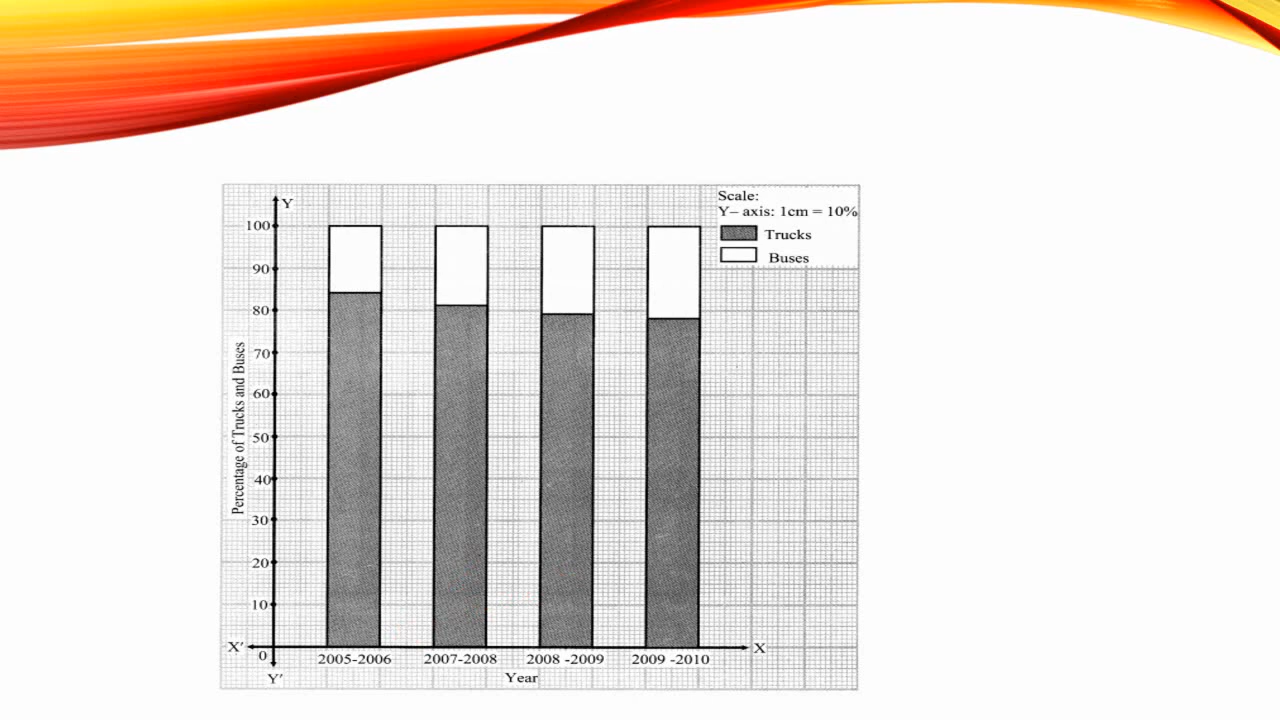 Scale:
Y– axis: 1cm = 10%
Trucks
Buses
Y
100
90
80
70
60
50
40
30
20
10
0
Percentage of Trucks and Buses
X′
X
2005-2006
2007-2008
2008 -2009
2009 -2010
Y′
Year